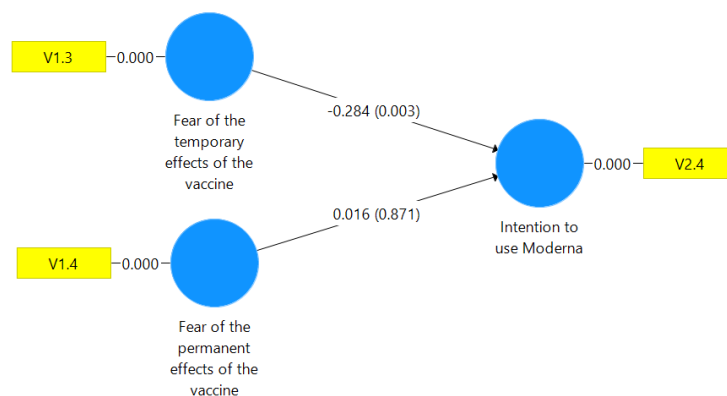 V1.3
0.000
Fear of the
temporary
effects of the
vaccine
-0.284 (0.003)
0.016 (0.871)
V1.4
0.000
Fear of the
permanent
effects of the
vaccine
Intention to
use Moderna
0.000
V2.4